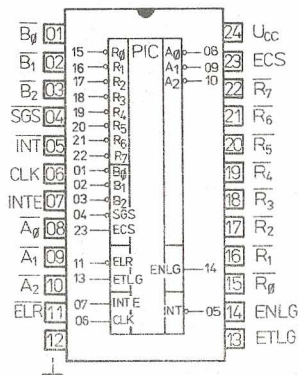 B̅0̸ 01
B̅1 02
B̅2 03
S̅G̅S̅ 04
I̅N̅T̅ 05
CLK 06
INTE 07
A̅0̸ 08
A̅1 09
A̅2 10
E̅L̅R̅ 11
12
24 Ucc
23 ECS
22 R̅7
21 R̅6
20 R̅5
19 R̅4
18 R̅3
17 R̅2
16 R̅1
15 R̅0̸
14 ENLG
13 ETLG
PIC
15 R0̸
16 R1
17 R2
18 R3
19 R4
20 R5
21 R6
22 R7
01 B0̸
02 B1
03 B2
04 SGS
23 ECS
11 ELR
13 ETLG
07 INTE
06 CLK
A0̸ 08
A1 09
A2 10
ENLG 14
INT 05